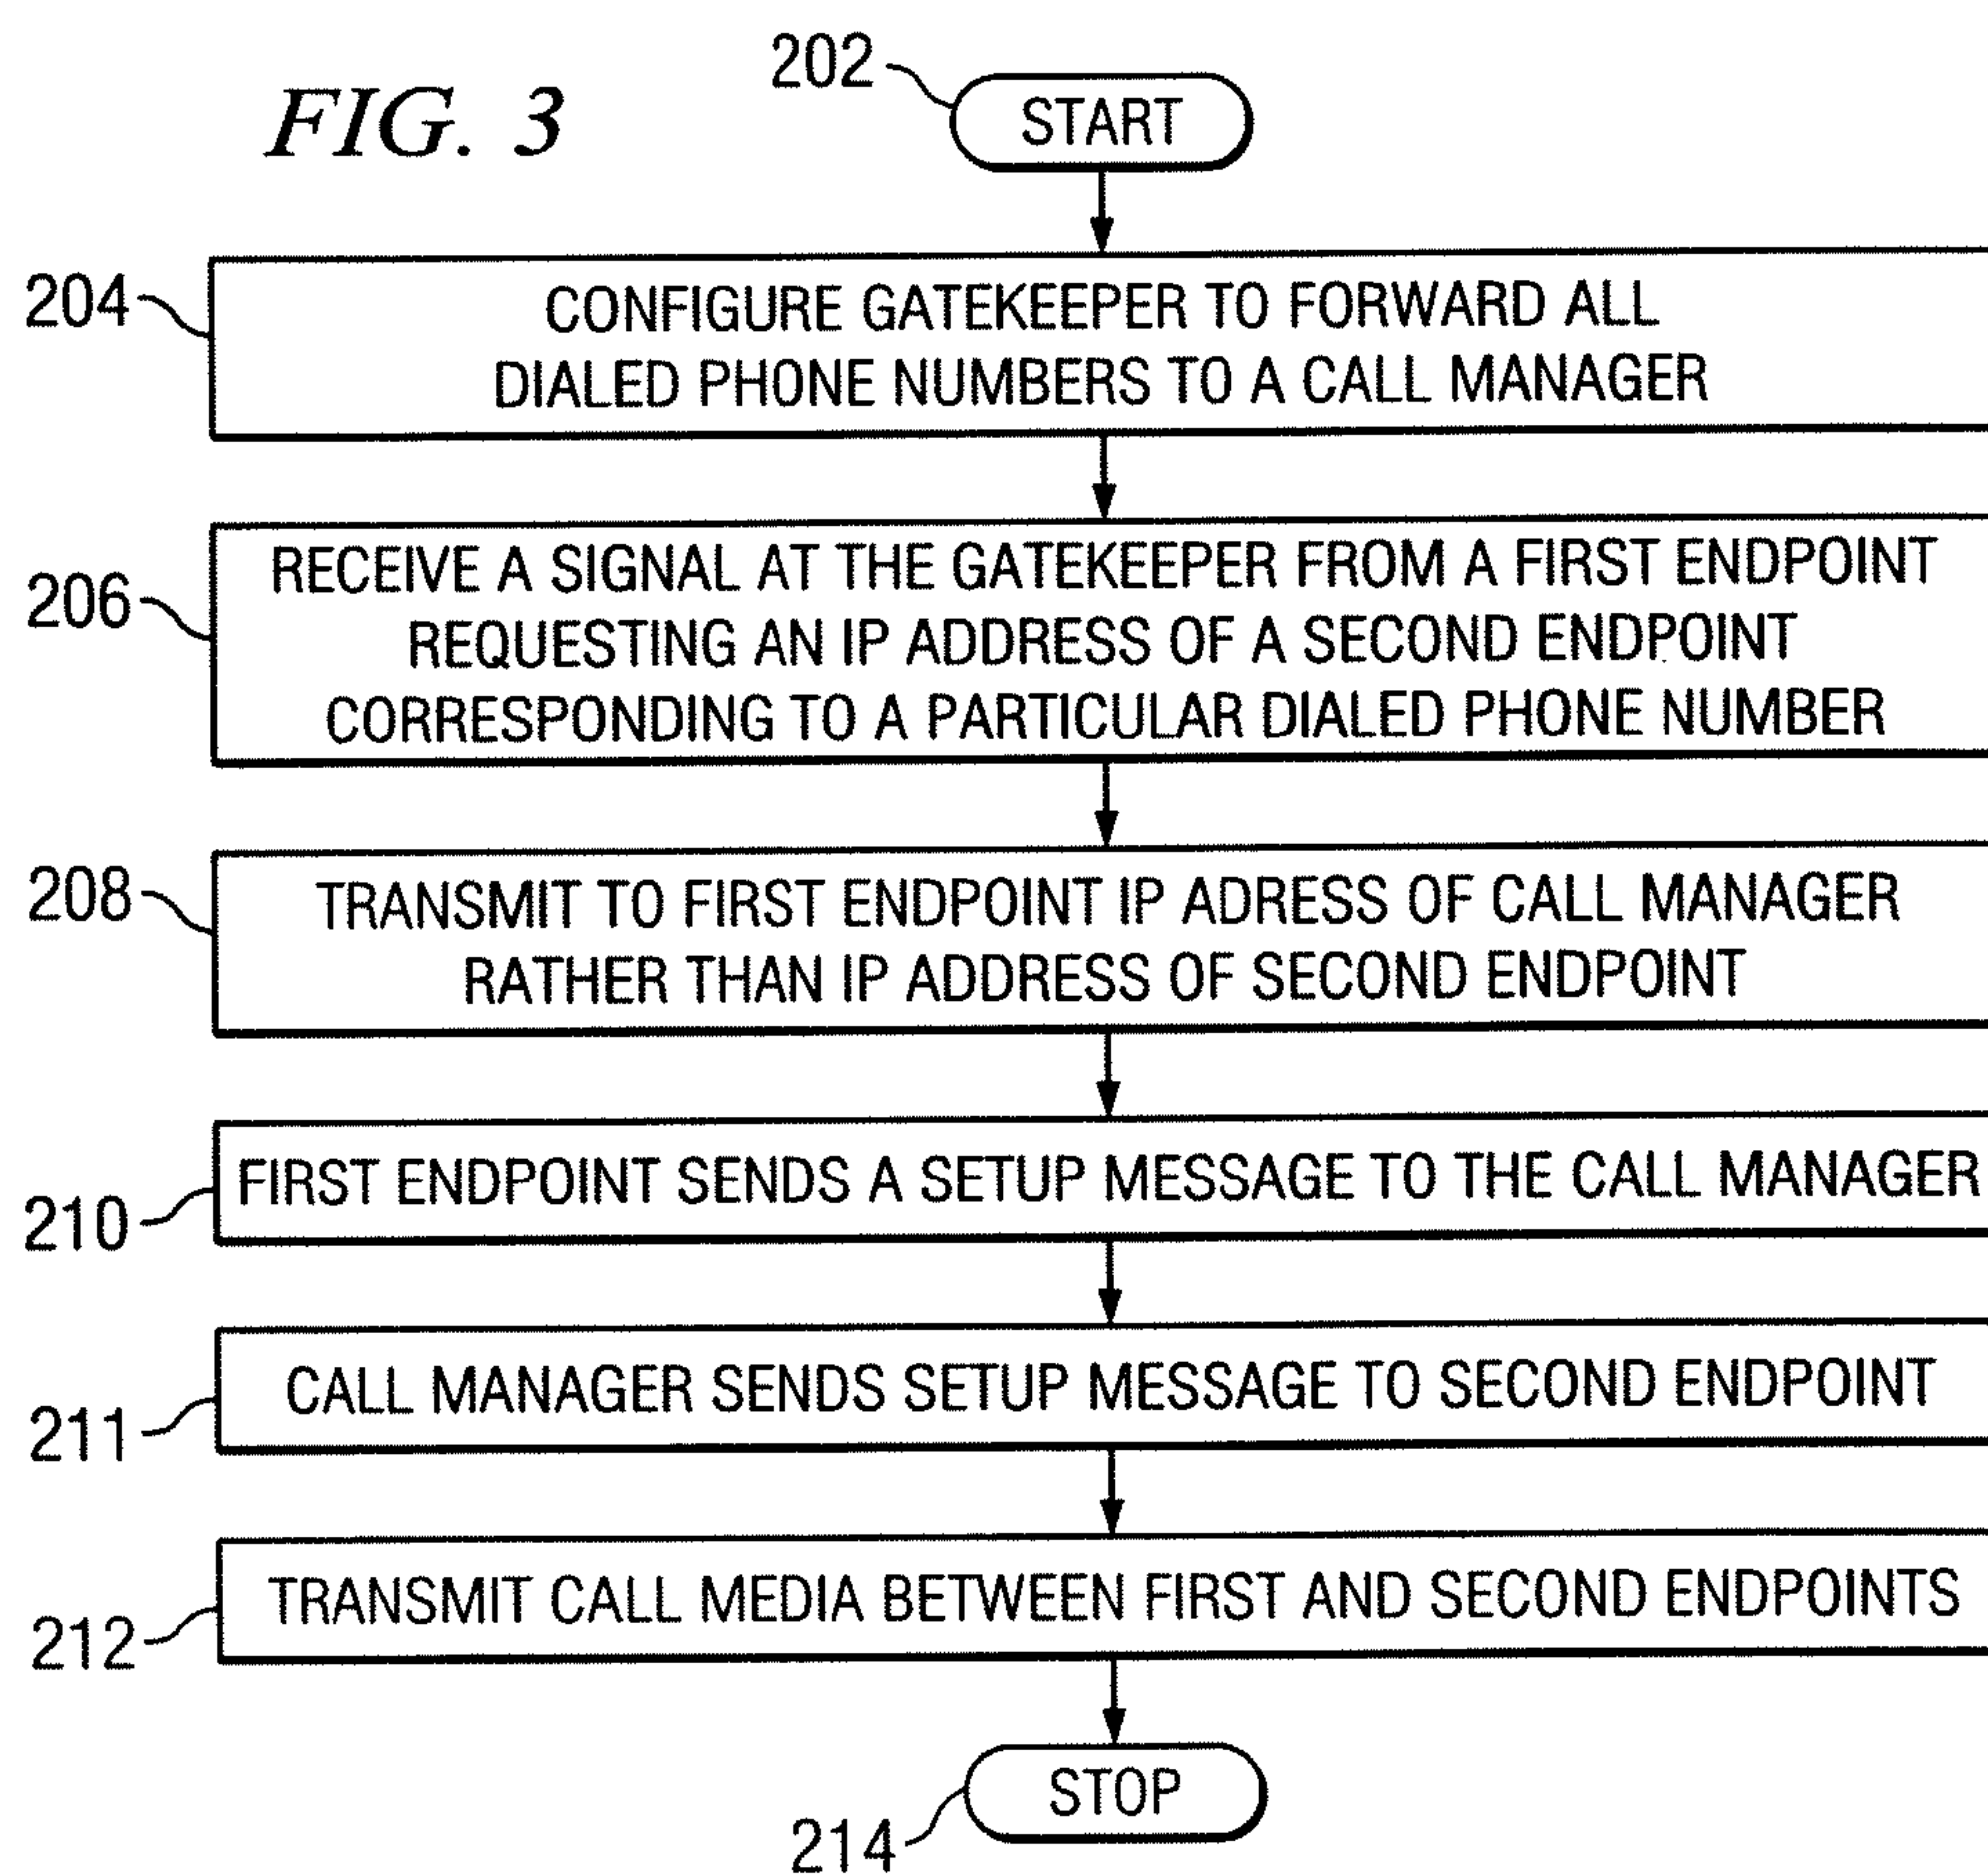 FIG. 3
202
START
204
CONFIGURE GATEKEEPER TO FORWARD ALL
DIALED PHONE NUMBERS TO A CALL MANAGER
206
RECEIVE A SIGNAL AT THE GATEKEEPER FROM A FIRST ENDPOINT
REQUESTING AN IP ADDRESS OF A SECOND ENDPOINT
CORRESPONDING TO A PARTICULAR DIALED PHONE NUMBER
208
TRANSMIT TO FIRST ENDPOINT IP ADRESS OF CALL MANAGER
RATHER THAN IP ADDRESS OF SECOND ENDPOINT
210
FIRST ENDPOINT SENDS A SETUP MESSAGE TO THE CALL MANAGER
211
CALL MANAGER SENDS SETUP MESSAGE TO SECOND ENDPOINT
212
TRANSMIT CALL MEDIA BETWEEN FIRST AND SECOND ENDPOINTS
STOP
214